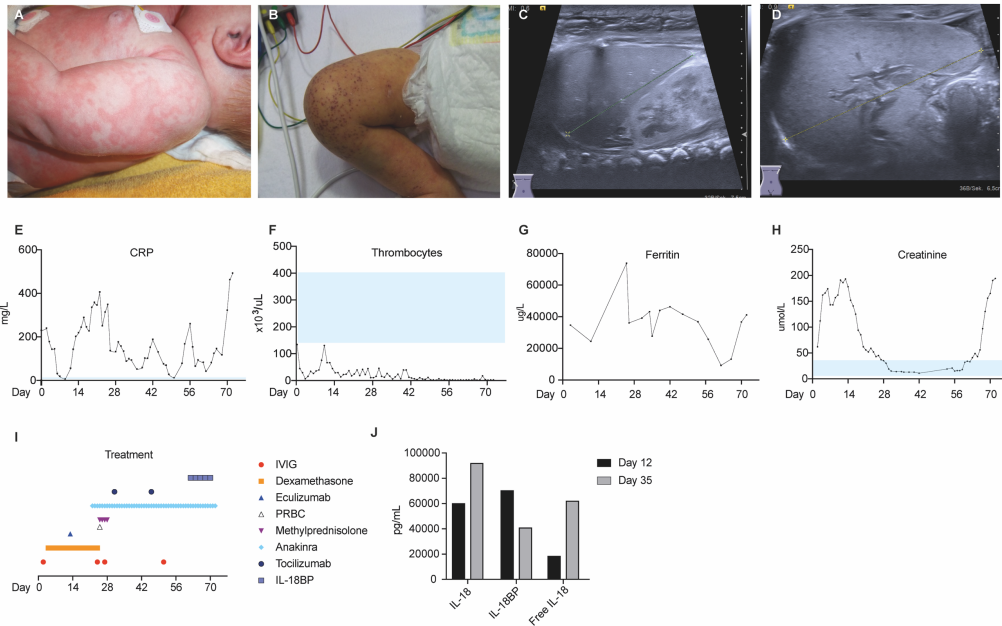 A
B
C
D
36B/Sek. 6,5cm
E
CRP
mg/L
600
400
200
0
Day 0 14 28 42 56 70
F
Thrombocytes
x10³/uL
500
400
300
200
100
0
Day 0 14 28 42 56 70
G
Ferritin
ug/L
80000
60000
40000
20000
0
Day 0 14 28 42 56 70
H
Creatinine
umol/L
250
200
150
100
50
0
Day 0 14 28 42 56 70
I
Treatment
Day 0 14 28 42 56 70
IVIG
Dexamethasone
Eculizumab
PRBC
Methylprednisolone
Anakinra
Tocilizumab
IL-18BP
J
pg/mL
100000
80000
60000
40000
20000
0
IL-18
IL-18BP
Free IL-18
Day 12
Day 35